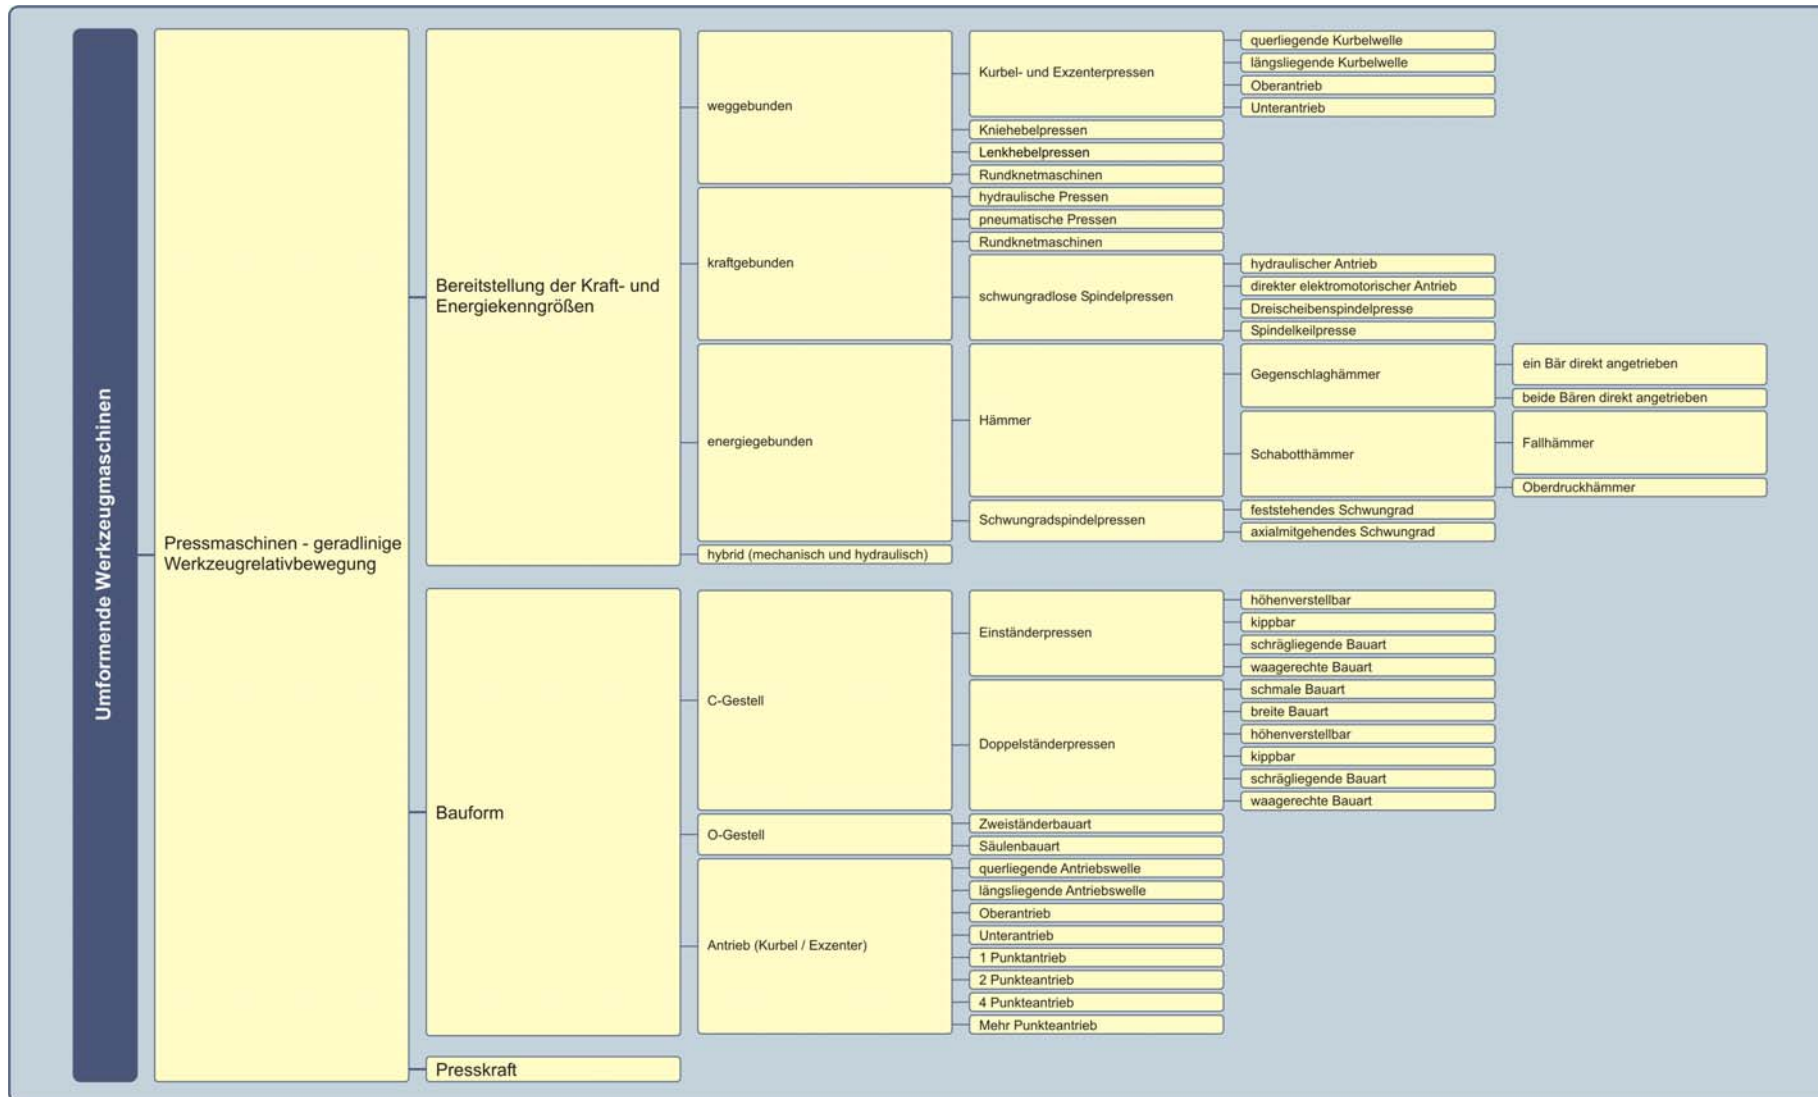 Umformende Werkzeugmaschinen
Pressmaschinen - geradlinige
Werkzeugrelativbewegung
Bereitstellung der Kraft- und
Energiekenngrößen
weggebunden
Kurbel- und Exzenterpressen
querliegende Kurbelwelle
längsliegende Kurbelwelle
Oberantrieb
Unterantrieb
Kniehebelpressen
Lenkhebelpressen
Rundknetmaschinen
kraftgebunden
hydraulische Pressen
pneumatische Pressen
Rundknetmaschinen
schwungradlose Spindelpressen
hydraulischer Antrieb
direkter elektromotorischer Antrieb
Dreischeibenspindelpresse
Spindelkeilpresse
energiegebunden
Hämmer
Gegenschlaghämmer
ein Bär direkt angetrieben
beide Bären direkt angetrieben
Schabotthämmer
Fallhämmer
Oberdruckhämmer
Schwungradspindelpressen
feststehendes Schwungrad
axialmitgehendes Schwungrad
hybrid (mechanisch und hydraulisch)
Bauform
C-Gestell
Einständerpressen
höhenverstellbar
kippbar
schrägliegende Bauart
waagerechte Bauart
Doppelständerpressen
schmale Bauart
breite Bauart
höhenverstellbar
kippbar
schrägliegende Bauart
waagerechte Bauart
O-Gestell
Zweiständerbauart
Säulenbauart
Antrieb (Kurbel / Exzenter)
querliegende Antriebswelle
längsliegende Antriebswelle
Oberantrieb
Unterantrieb
1 Punktantrieb
2 Punkteantrieb
4 Punkteantrieb
Mehr Punkteantrieb
Presskraft